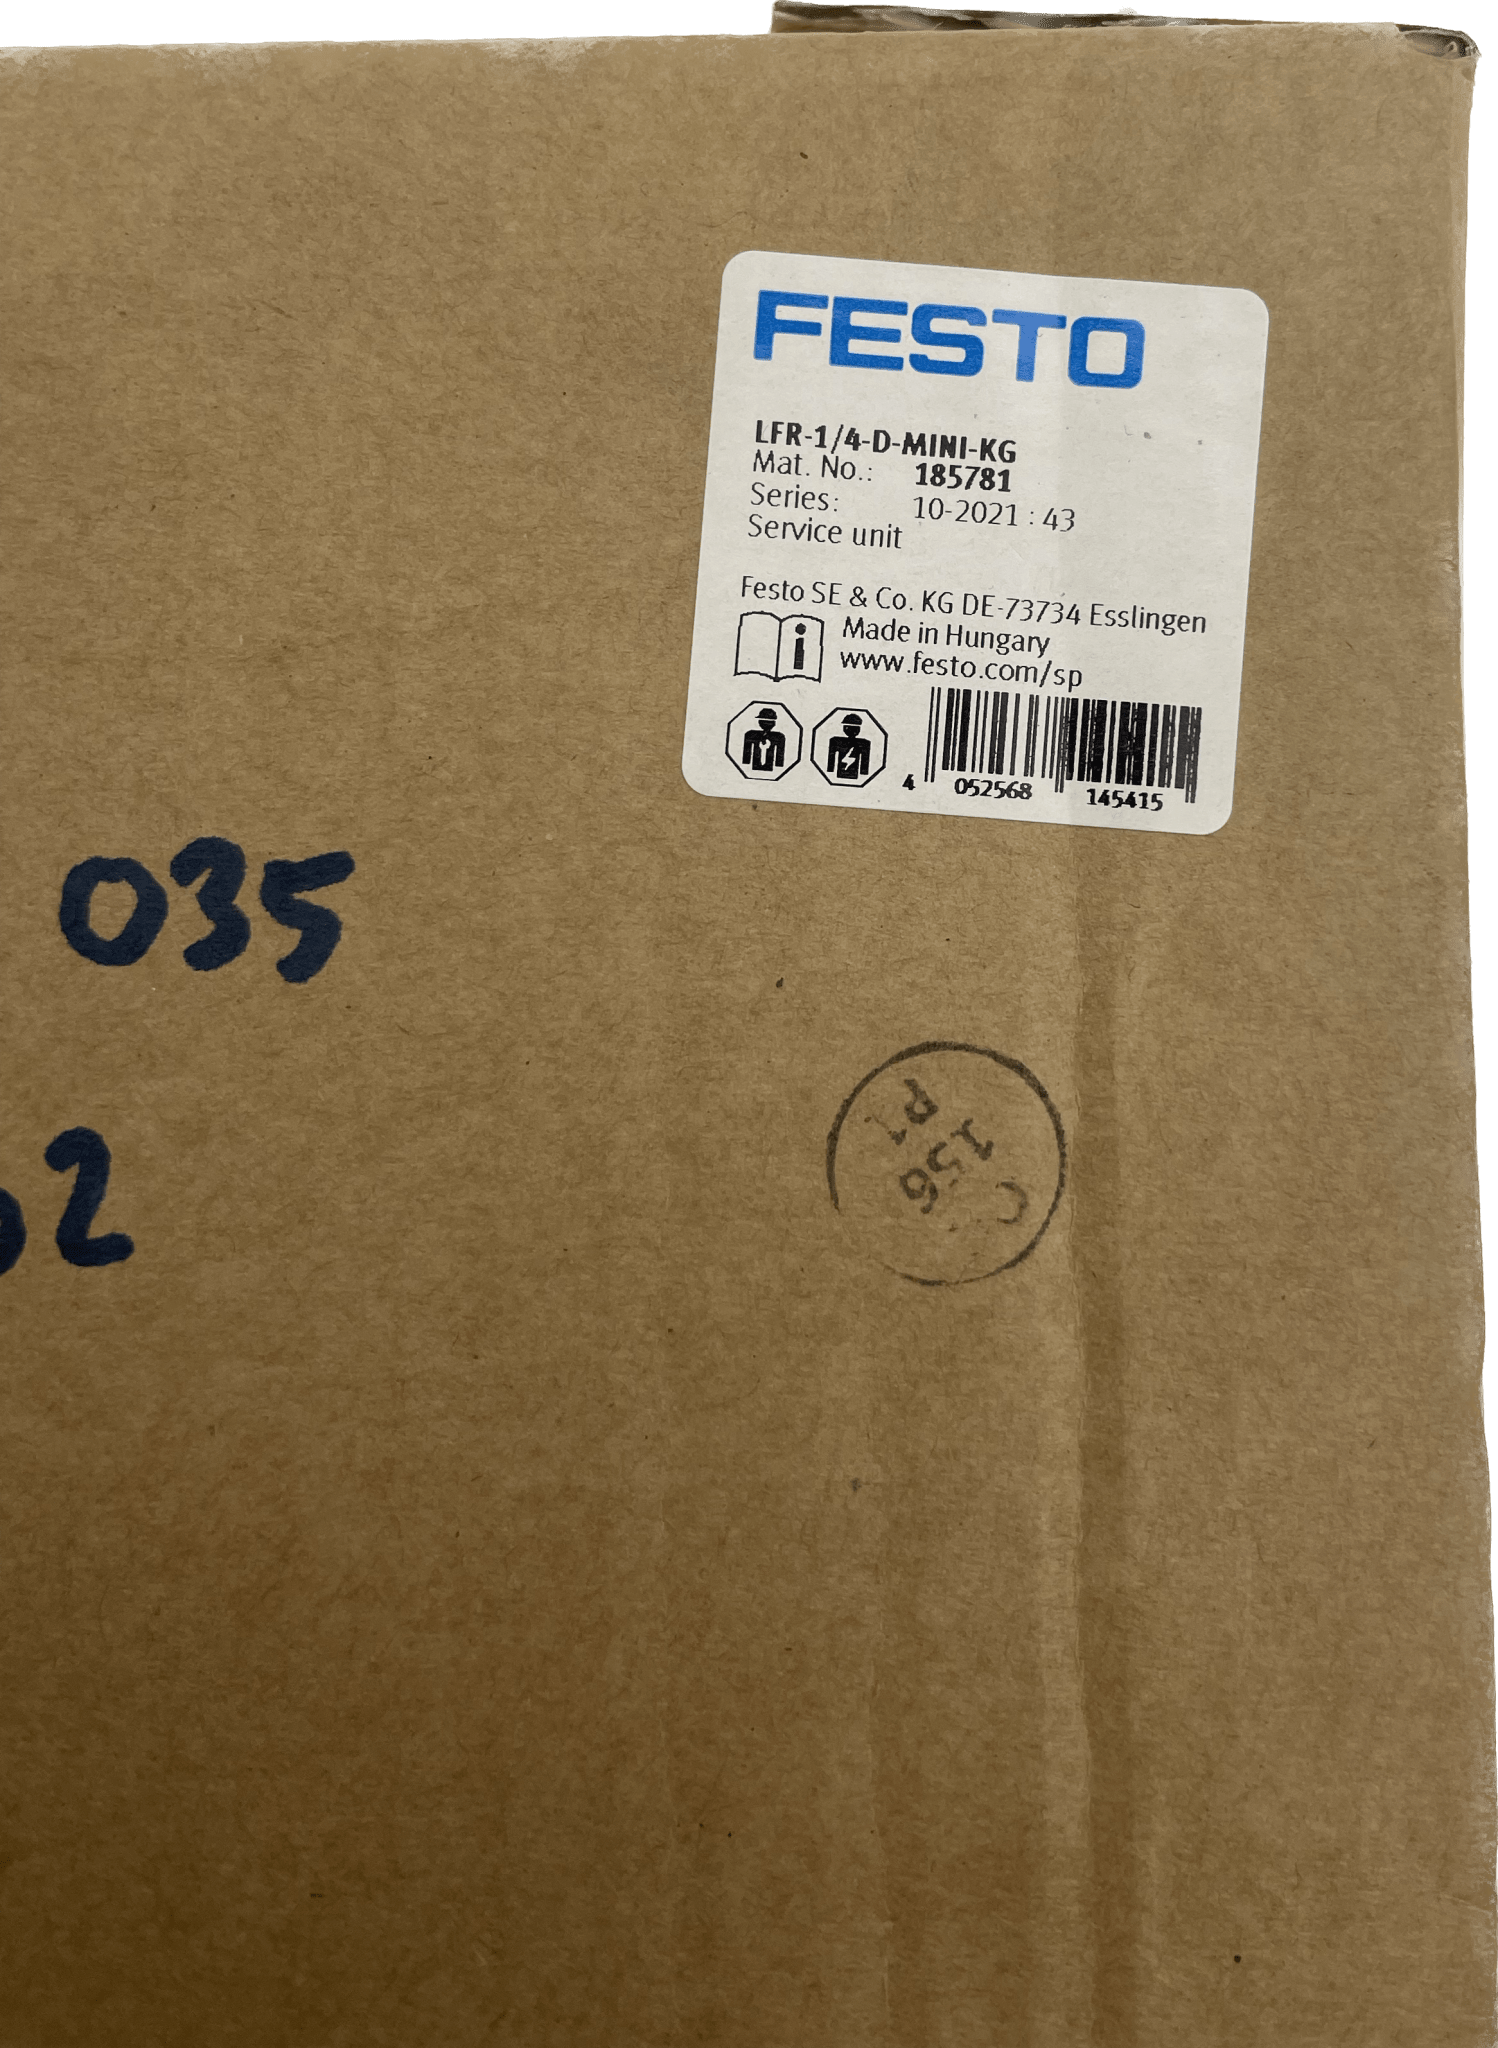 FESTO
LFR-1/4-D-MINI-KG
Mat. No.: 185781
Series: 10-2021 : 43
Service unit
Festo SE & Co. KG DE-73734 Esslingen
Made in Hungary
www.festo.com/sp
4 052568 145415
035
2
C
156
P1